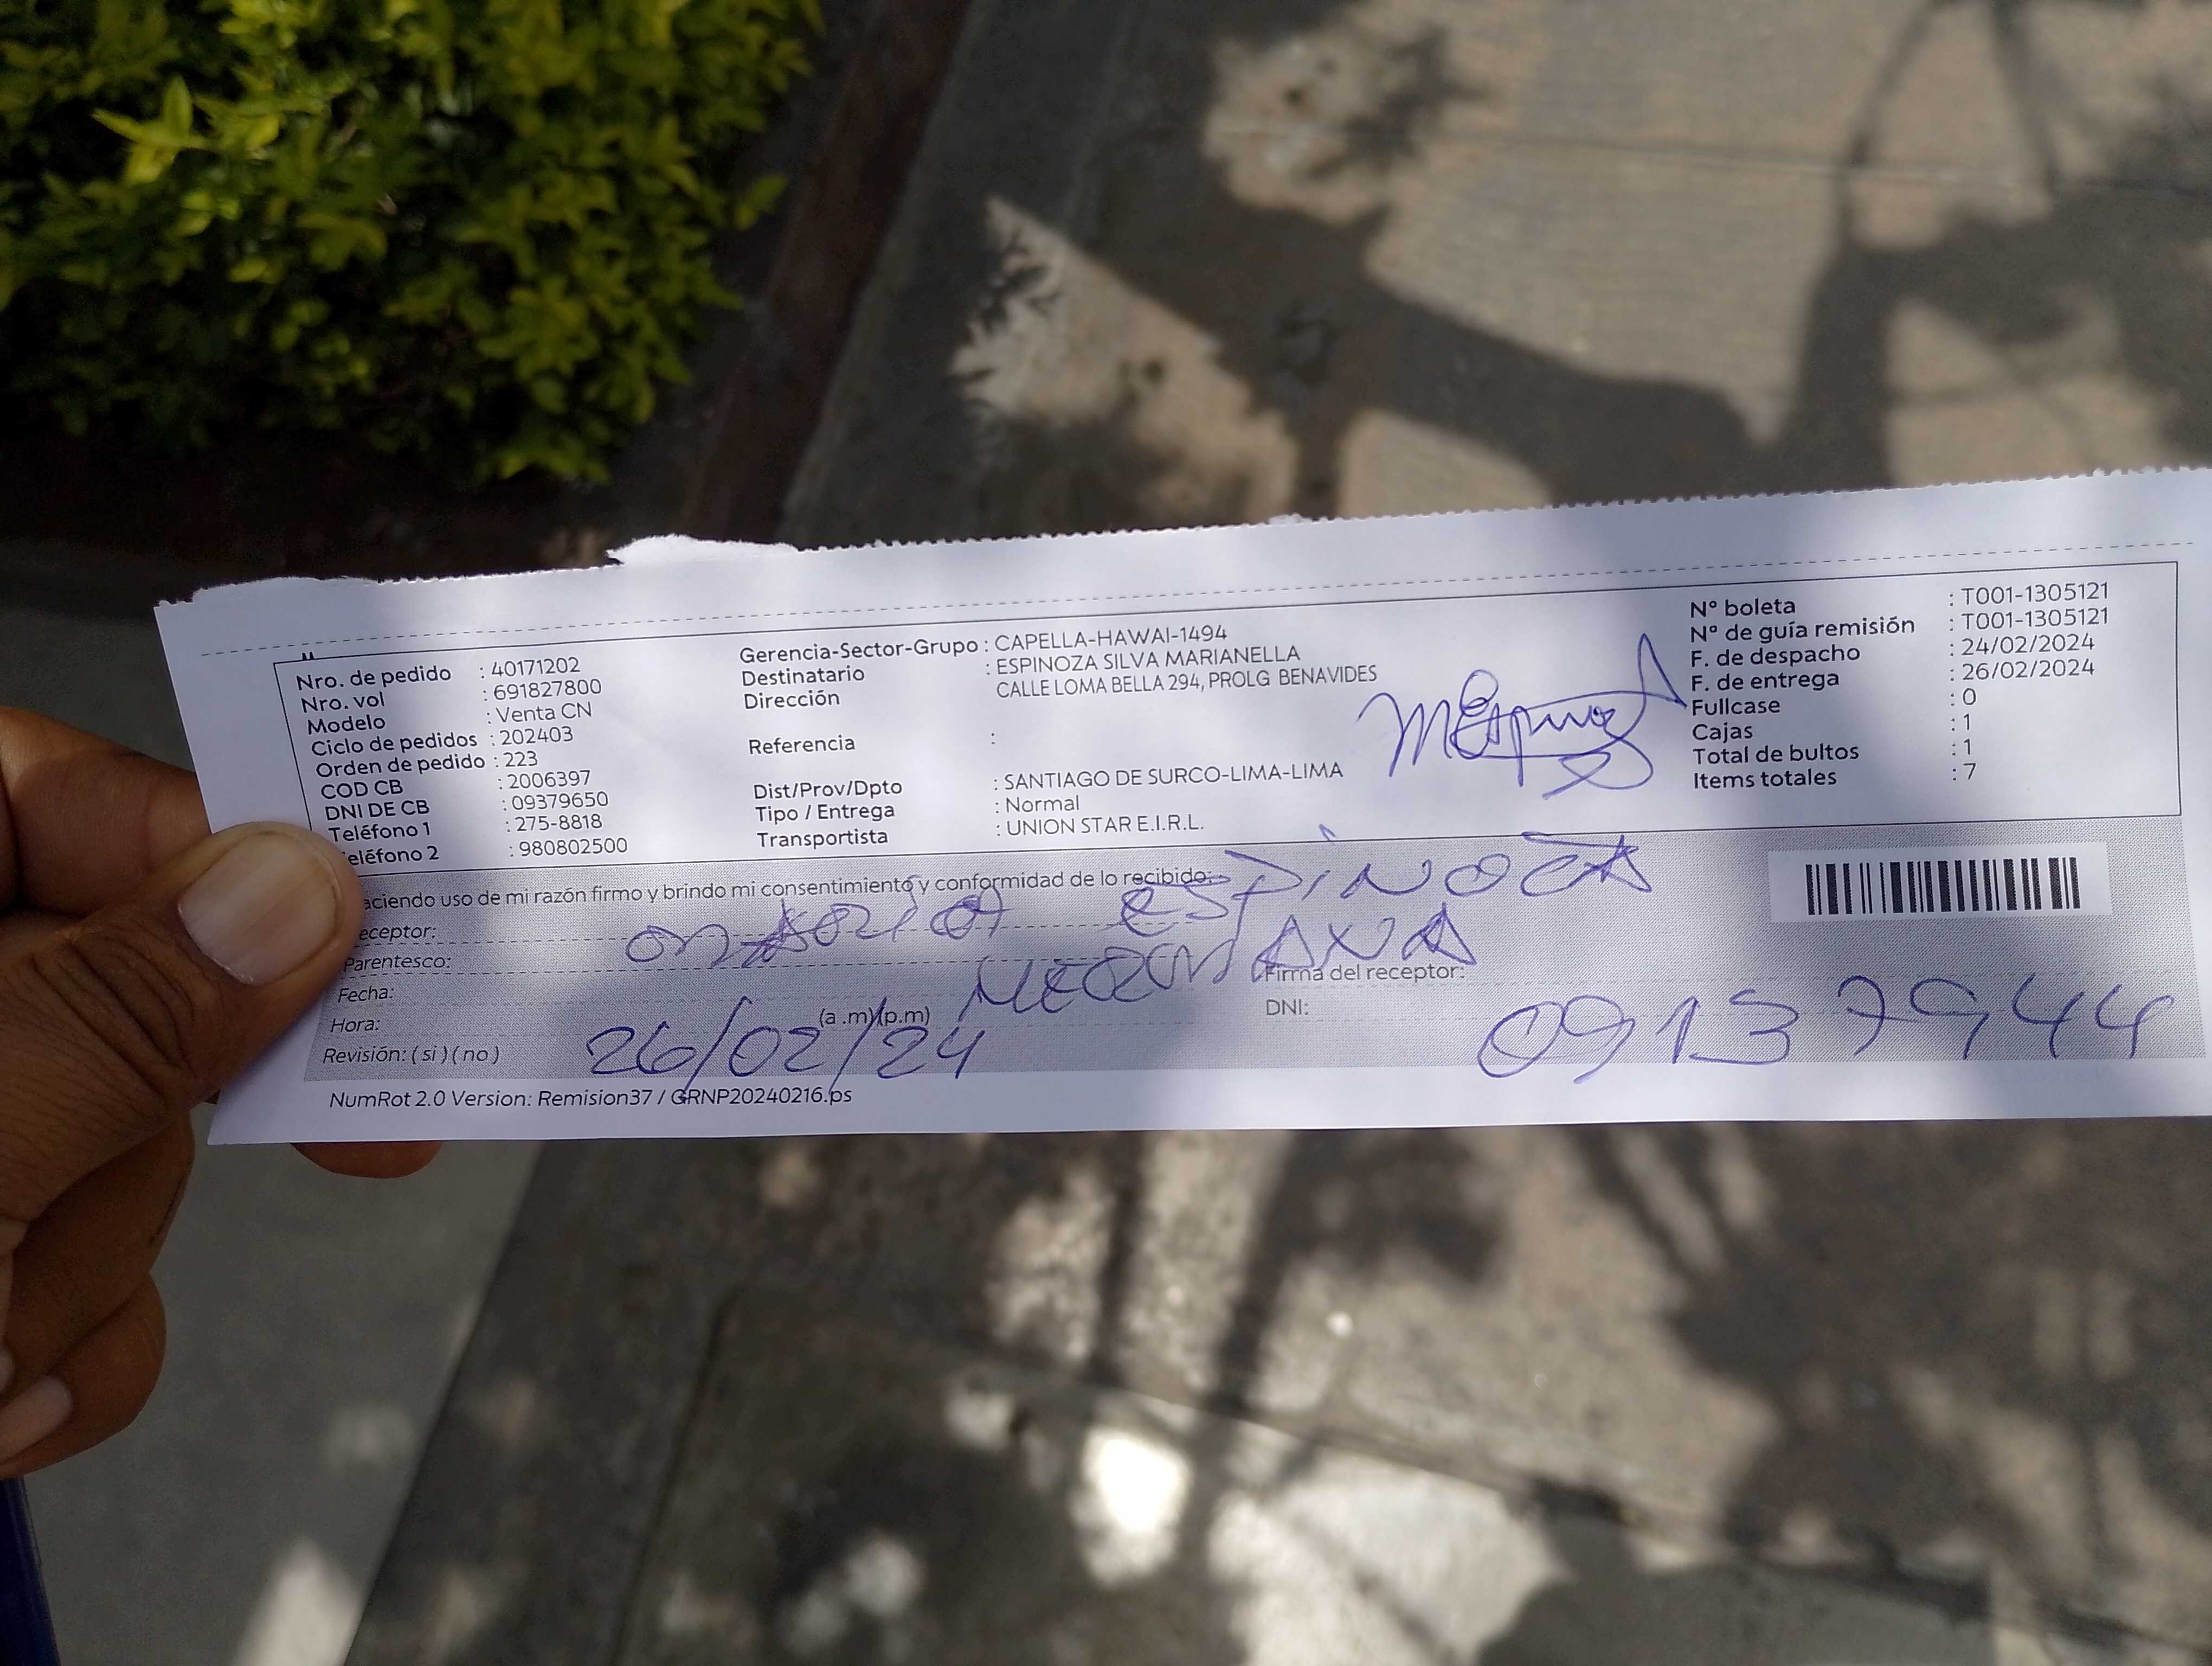 Nro. de pedido : 40171202
Nro. vol : 691827800
Modelo : Venta CN
Ciclo de pedidos : 202403
Orden de pedido : 223
COD CB : 2006397
DNI DE CB : 09379650
Teléfono 1 : 275-8818
eléfono 2 : 980802500
Gerencia-Sector-Grupo : CAPELLA-HAWAI-1494
Destinatario : ESPINOZA SILVA MARIANELLA
Dirección CALLE LOMA BELLA 294, PROLG BENAVIDES
Referencia :
Dist/Prov/Dpto : SANTIAGO DE SURCO-LIMA-LIMA
Tipo / Entrega : Normal
Transportista : UNION STAR E.I.R.L.
Nº boleta : T001-1305121
Nº de guía remisión : T001-1305121
F. de despacho : 24/02/2024
F. de entrega : 26/02/2024
Fullcase : 0
Cajas : 1
Total de bultos : 1
Items totales : 7
aciendo uso de mi razón firmo y brindo mi consentimiento y conformidad de lo recibido:
eceptor: ESPINOZA
Parentesco:
Fecha: Firma del receptor:
Hora: (a .m)(p.m) DNI: 09137944
Revisión: ( si ) ( no ) 26/02/24
NumRot 2.0 Version: Remision37 / GRNP20240216.ps